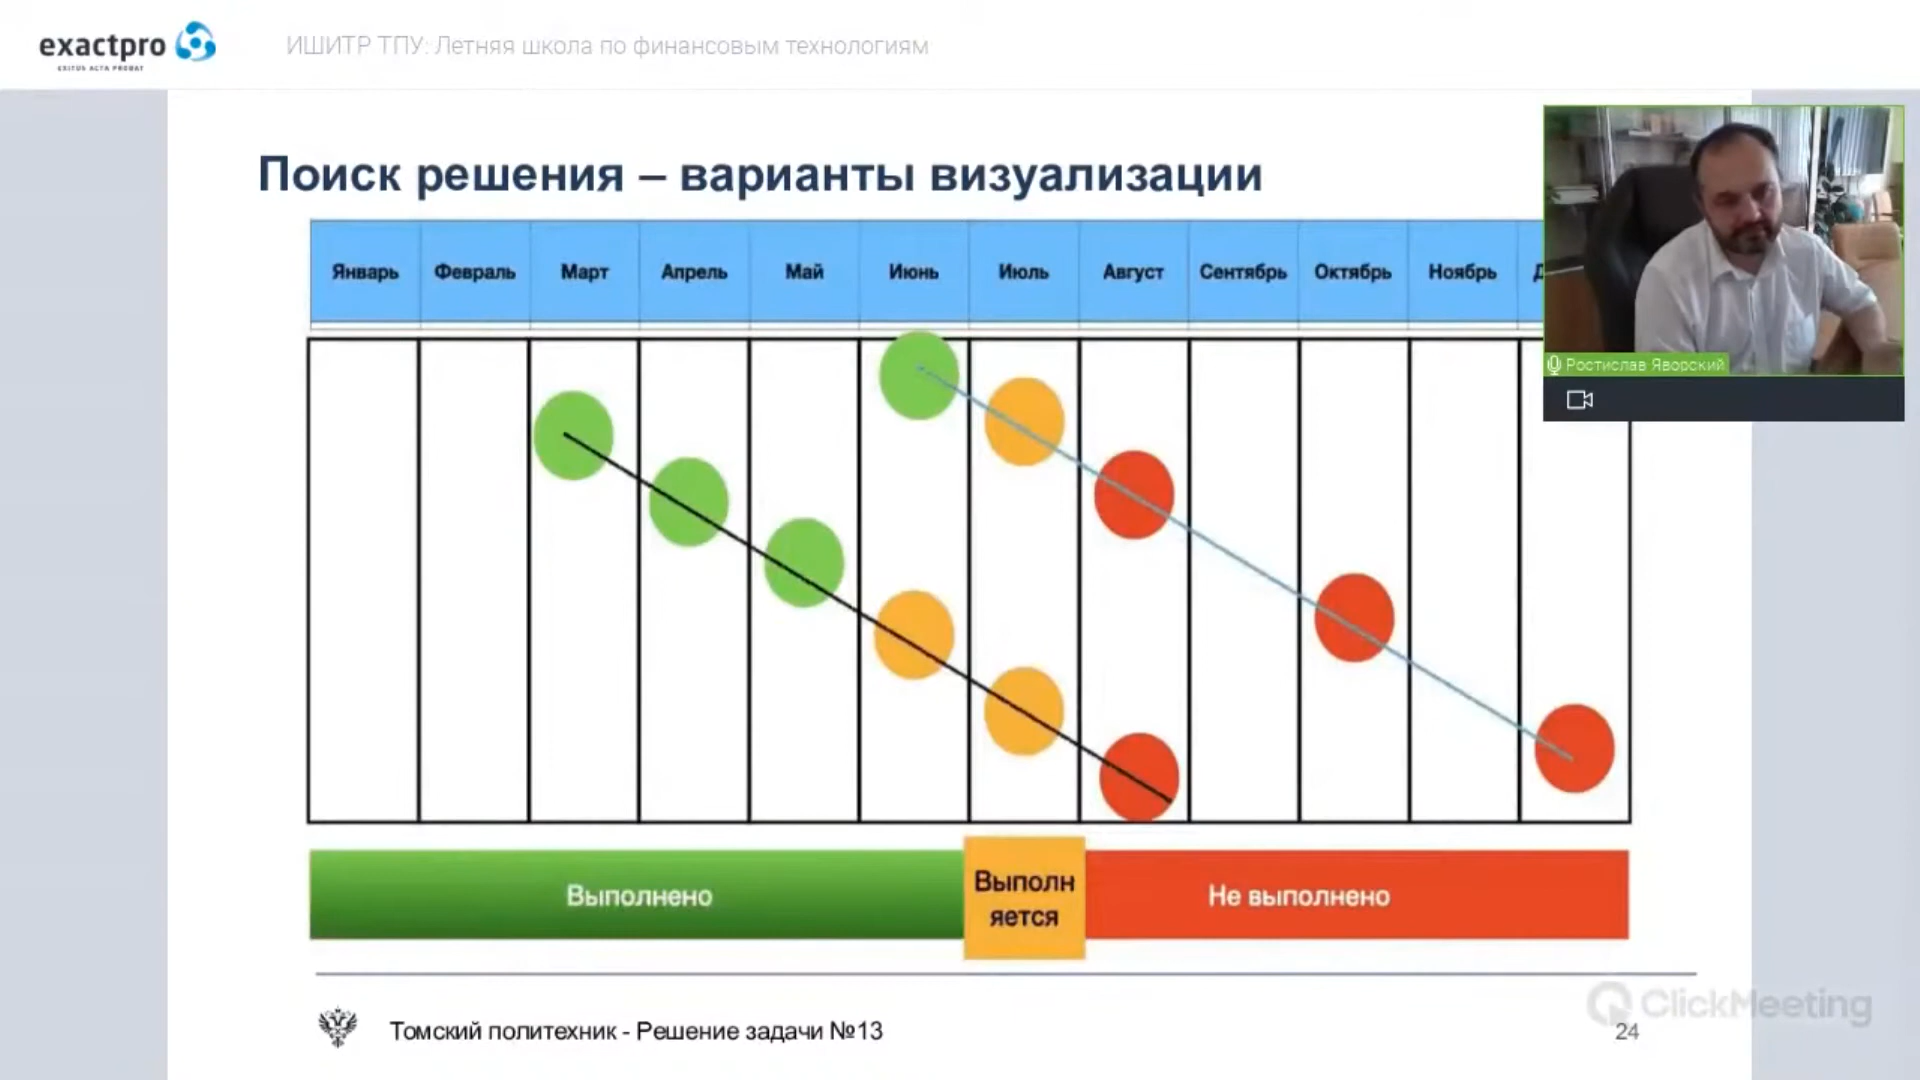 exactpro
EXITUS ACTA PROBAT
ИШИТР ТПУ: Летняя школа по финансовым технологиям
Поиск решения – варианты визуализации
Январь Февраль Март Апрель Май Июнь Июль Август Сентябрь Октябрь Ноябрь
Ростислав Яворский
Выполнено
Выполн
яется
Не выполнено
Томский политехник - Решение задачи №13
24
ClickMeeting